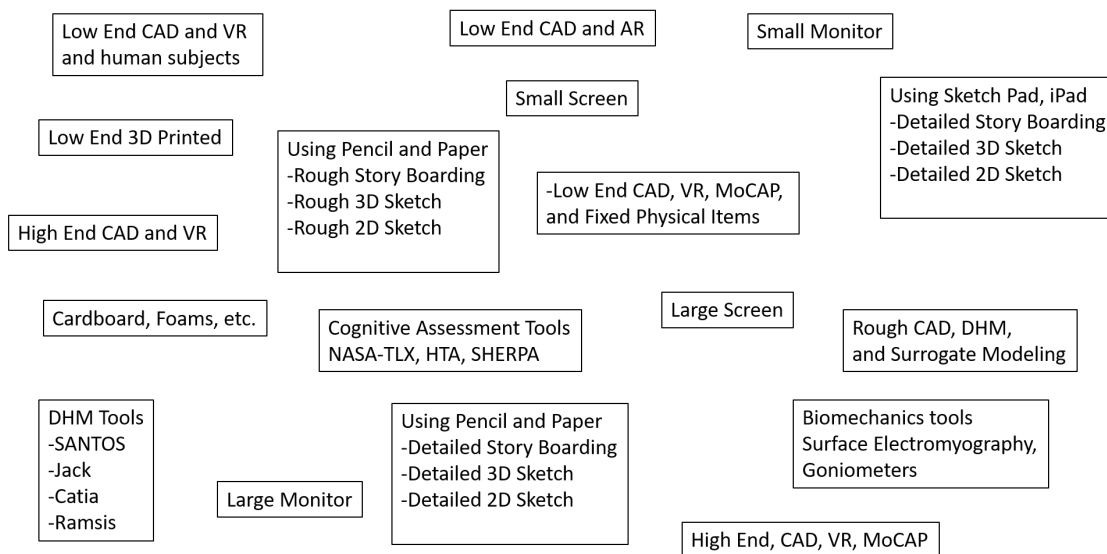 Low End CAD and VR
and human subjects
Low End CAD and AR
Small Monitor
Small Screen
Using Sketch Pad, iPad
-Detailed Story Boarding
-Detailed 3D Sketch
-Detailed 2D Sketch
Low End 3D Printed
Using Pencil and Paper
-Rough Story Boarding
-Rough 3D Sketch
-Rough 2D Sketch
-Low End CAD, VR, MoCAP,
and Fixed Physical Items
High End CAD and VR
Cardboard, Foams, etc.
Cognitive Assessment Tools
NASA-TLX, HTA, SHERPA
Large Screen
Rough CAD, DHM,
and Surrogate Modeling
DHM Tools
-SANTOS
-Jack
-Catia
-Ramsis
Large Monitor
Using Pencil and Paper
-Detailed Story Boarding
-Detailed 3D Sketch
-Detailed 2D Sketch
Biomechanics tools
Surface Electromyography,
Goniometers
High End, CAD, VR, MoCAP